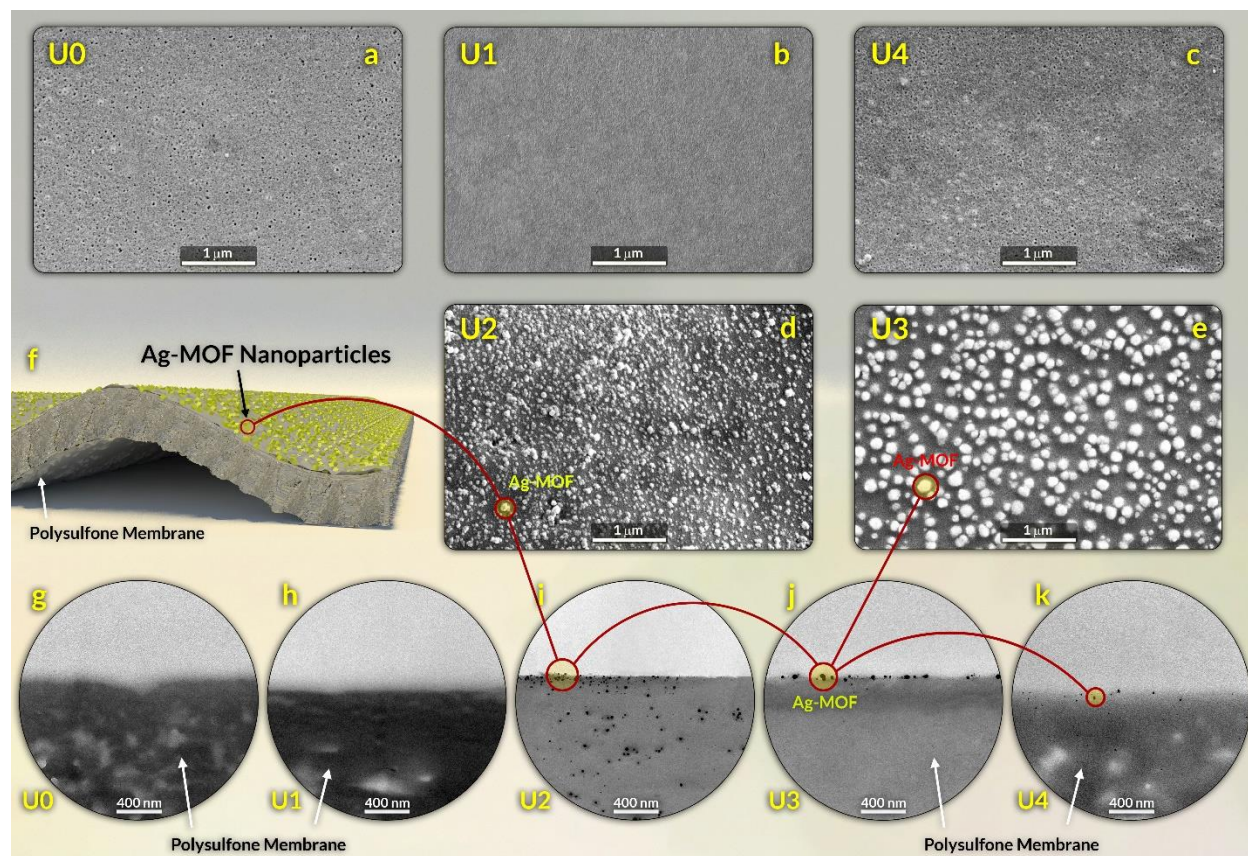 U0
a
1 μm
U1
b
1 μm
U4
c
1 μm
f
Ag-MOF Nanoparticles
Polysulfone Membrane
U2
d
Ag-MOF
1 μm
U3
e
Ag-MOF
1 μm
g
U0
400 nm
h
U1
400 nm
i
U2
400 nm
j
Ag-MOF
U3
400 nm
k
U4
400 nm
Polysulfone Membrane
Polysulfone Membrane